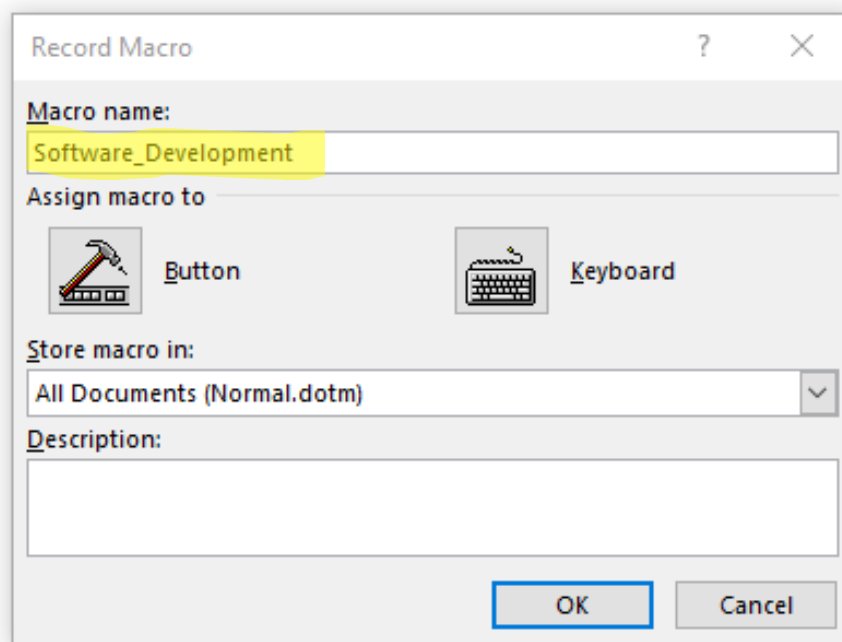 Record Macro ?
Macro name:
Software_Development
Assign macro to
Button Keyboard
Store macro in:
All Documents (Normal.dotm)
Description:
OK Cancel